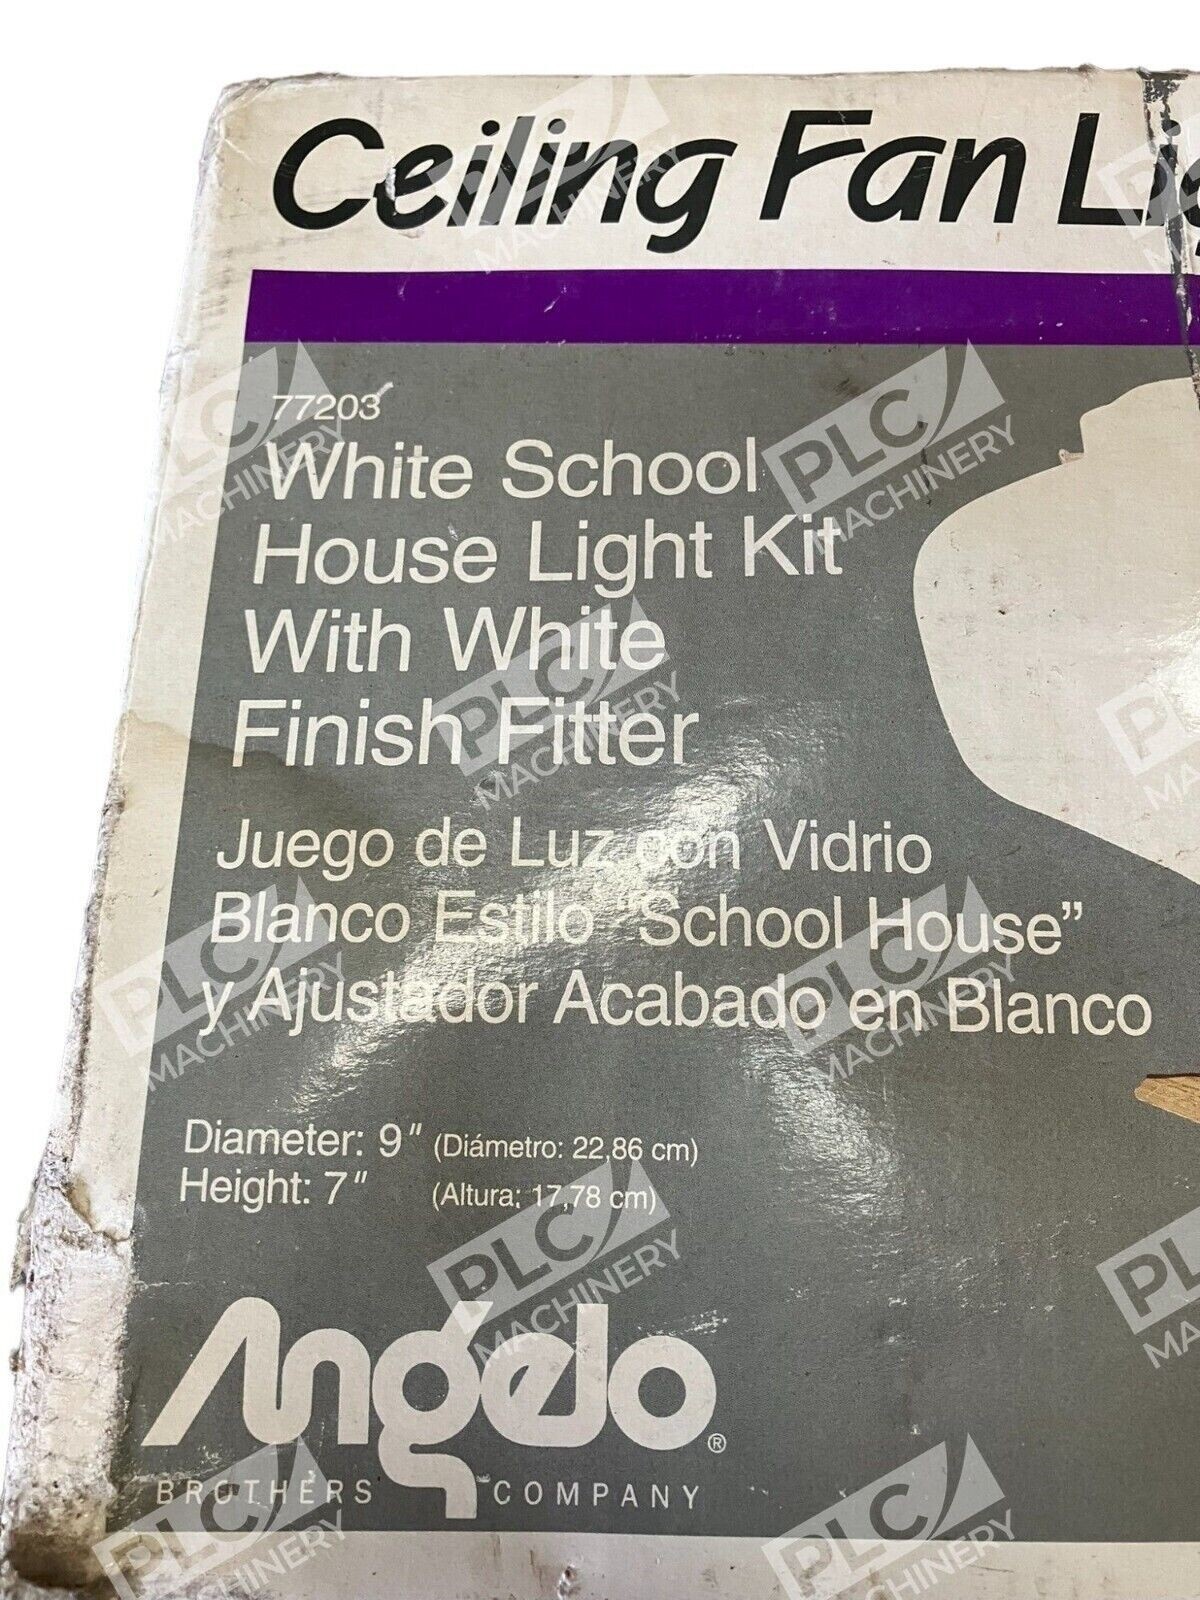 Ceiling Fan Lig
77203
White School
House Light Kit
With White
Finish Fitter
Juego de Luz con Vidrio
Blanco Estilo "School House"
y Ajustador Acabado en Blanco
Diameter: 9" (Diámetro: 22,86 cm)
Height: 7" (Altura: 17,78 cm)
Angelo®
BROTHERS COMPANY
PLC
MACHINERY